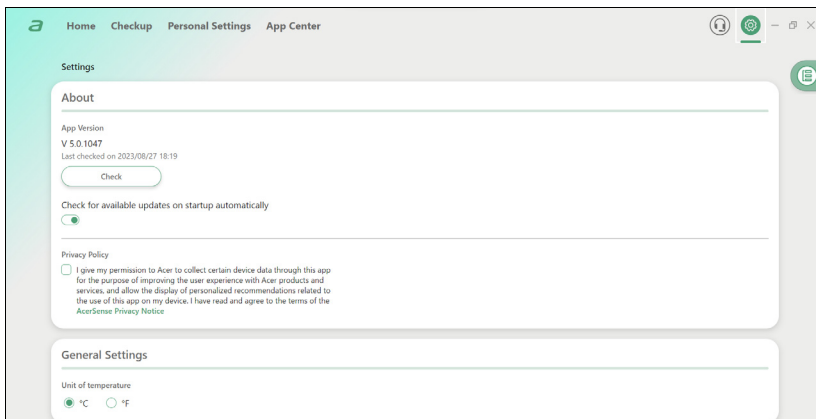 a Home Checkup Personal Settings App Center
Settings
About
App Version
V 5.0.1047
Last checked on 2023/08/27 18:19
Check
Check for available updates on startup automatically
Privacy Policy
I give my permission to Acer to collect certain device data through this app
for the purpose of improving the user experience with Acer products and
services, and allow the display of personalized recommendations related to
the use of this app on my device. I have read and agree to the terms of the
AcerSense Privacy Notice
General Settings
Unit of temperature
°C °F